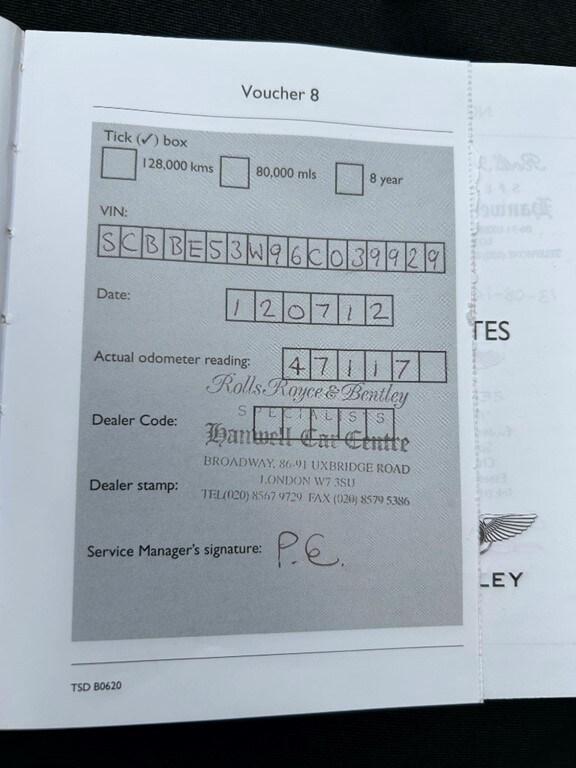 Voucher 8
Tick (✓) box
128,000 kms 80,000 mls 8 year
VIN:
SCBBE53W96C039929
Date:
120712
Actual odometer reading: 47117
Rolls Royce & Bentley
SPECIALISTS
Dealer Code:
Hanwell Car Centre
BROADWAY, 86-91 UXBRIDGE ROAD
LONDON W7 3SU
Dealer stamp:
TEL(020) 8567 9729 FAX (020) 8579 5386
Service Manager's signature: P.E.
TSD B0620
TES
LEY